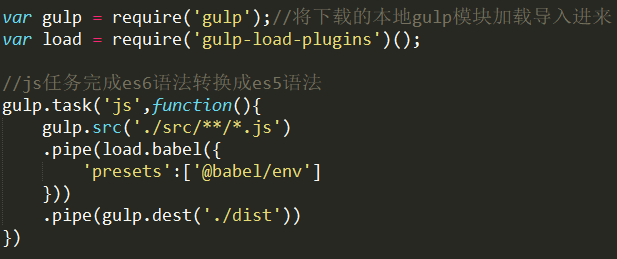 var gulp = require('gulp');//将下载的本地gulp模块加载导入进来
var load = require('gulp-load-plugins')();
//js任务完成es6语法转换成es5语法
gulp.task('js',function(){
gulp.src('./src/**/*.js')
.pipe(load.babel({
'presets':['@babel/env']
}))
.pipe(gulp.dest('./dist'))
})